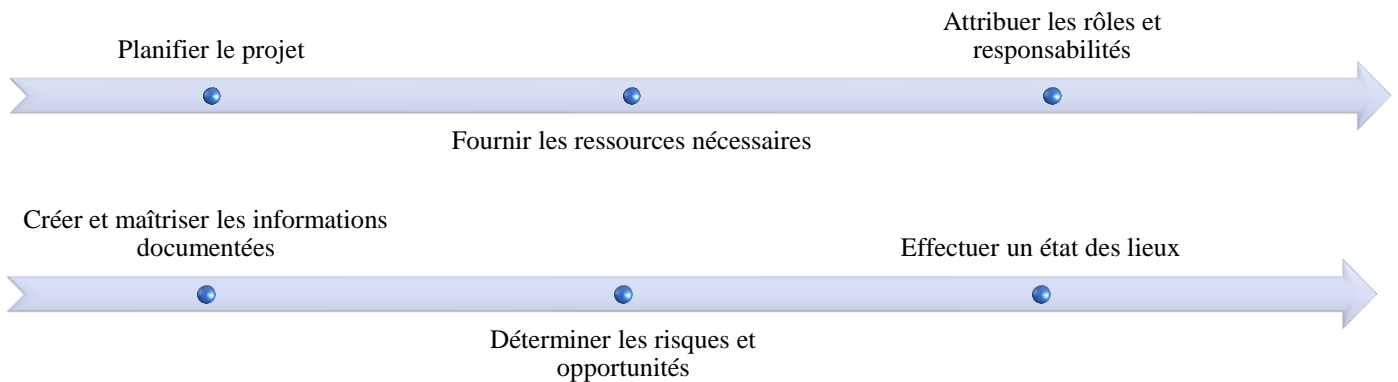 Planifier le projet
Fournir les ressources nécessaires
Attribuer les rôles et
responsabilités
Créer et maîtriser les informations
documentées
Déterminer les risques et
opportunités
Effectuer un état des lieux